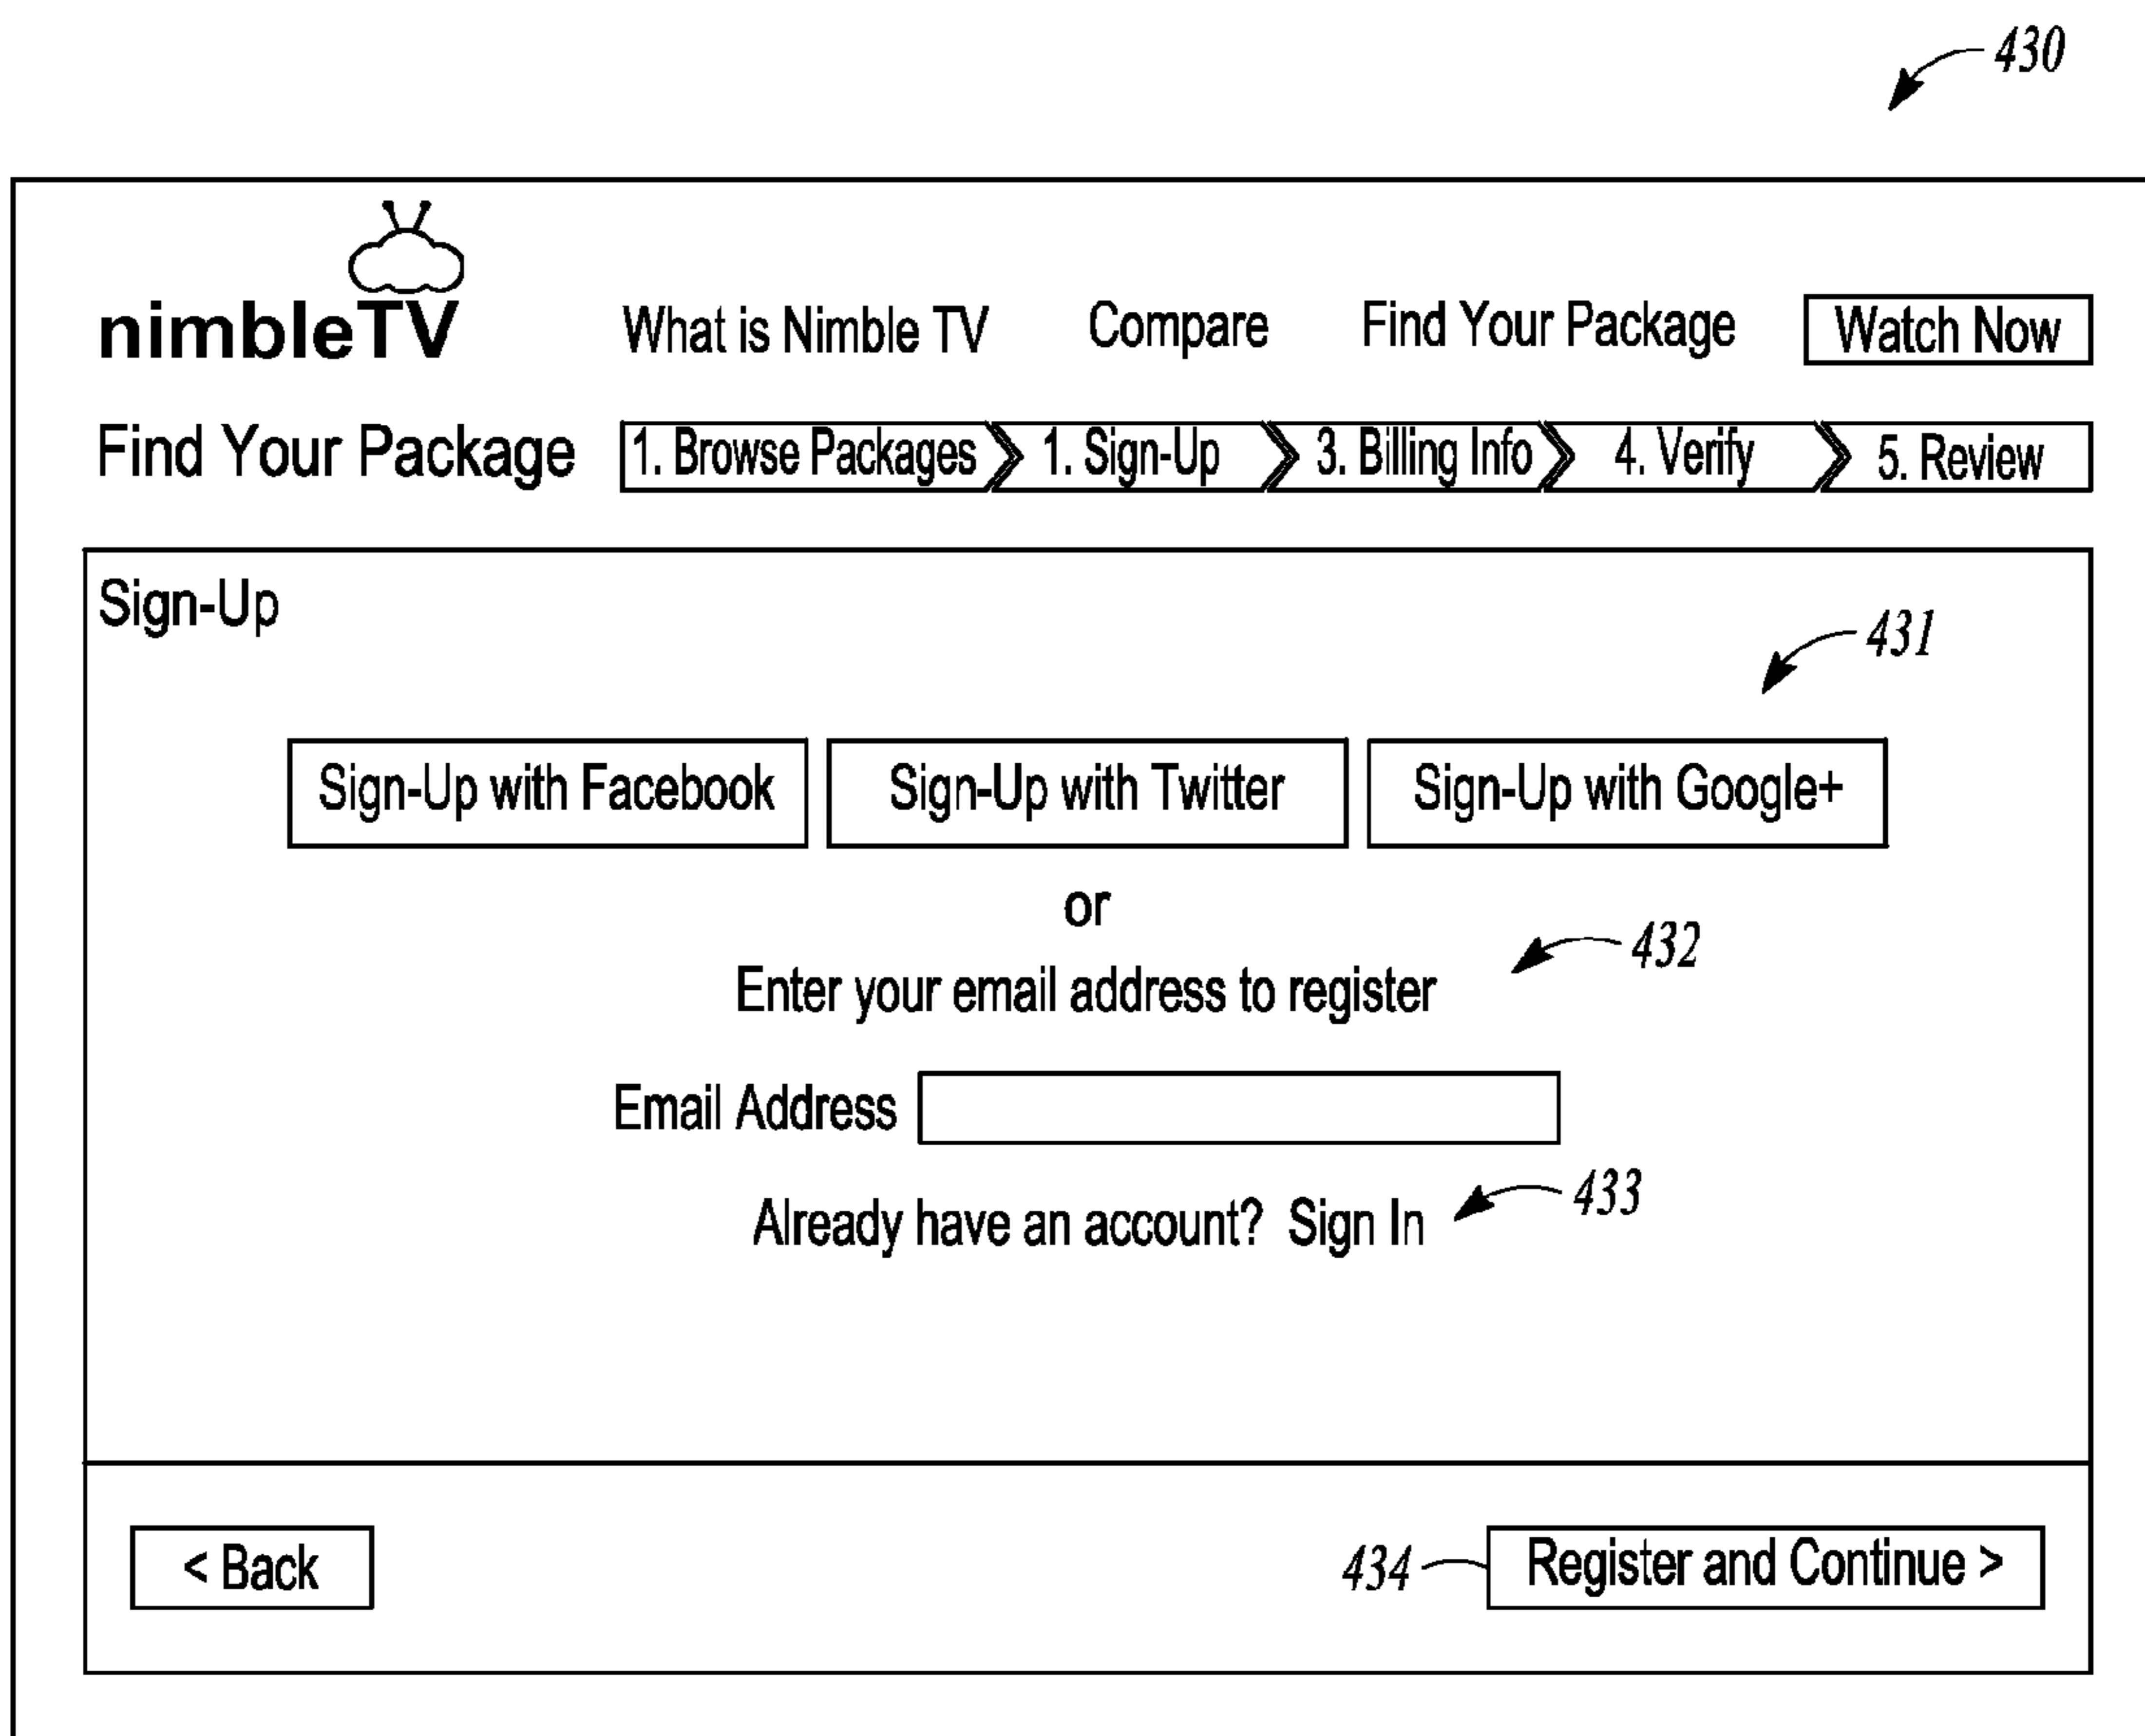 430
nimbleTV What is Nimble TV Compare Find Your Package Watch Now
Find Your Package 1. Browse Packages 1. Sign-Up 3. Billing Info 4. Verify 5. Review
Sign-Up
431
Sign-Up with Facebook Sign-Up with Twitter Sign-Up with Google+
or
432
Enter your email address to register
Email Address
Already have an account? Sign In 433
< Back 434 Register and Continue >